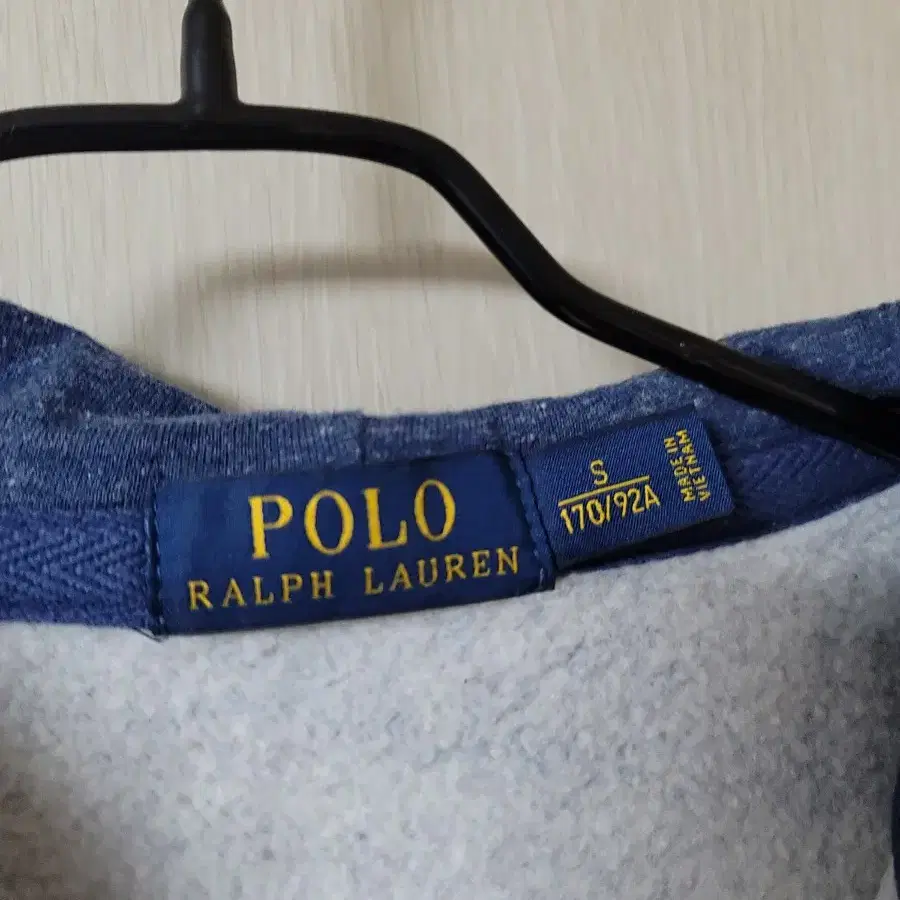 POLO
RALPH LAUREN
S
170/92A
MADE IN
VIETNAM